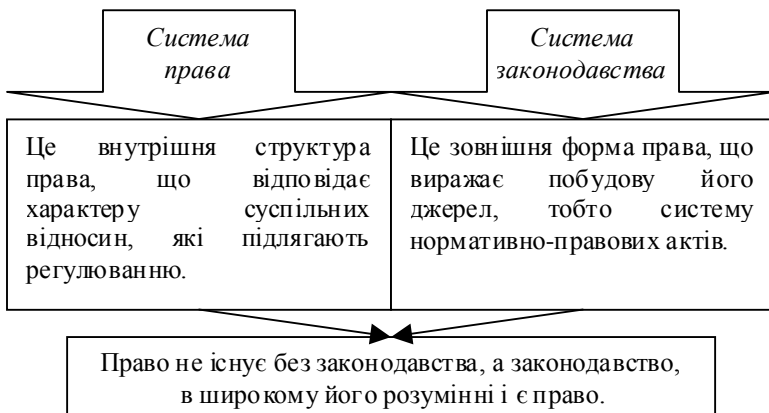 Система
права
Система
законодавства
Це внутрішня структура
права, що відповідає
характеру суспільних
відносин, які підлягають
регулюванню.
Це зовнішня форма права, що
виражає побудову його
джерел, тобто систему
нормативно-правових актів.
Право не існує без законодавства, а законодавство,
в широкому його розумінні і є право.